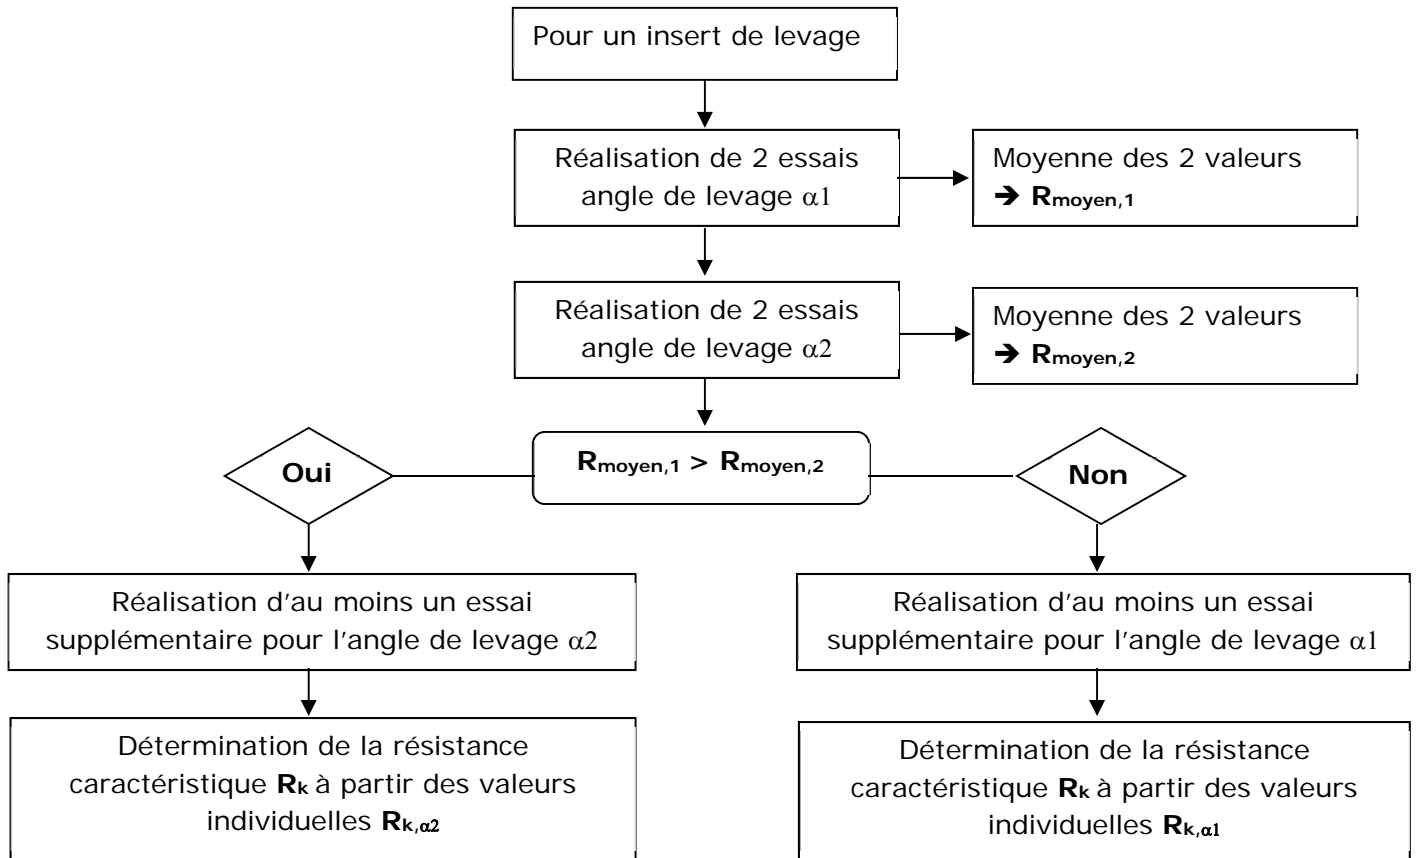 Pour un insert de levage
Réalisation de 2 essais
angle de levage α1
Moyenne des 2 valeurs
➔ Rmoyen,1
Réalisation de 2 essais
angle de levage α2
Moyenne des 2 valeurs
➔ Rmoyen,2
Oui
Rmoyen,1 > Rmoyen,2
Non
Réalisation d'au moins un essai
supplémentaire pour l'angle de levage α2
Réalisation d'au moins un essai
supplémentaire pour l'angle de levage α1
Détermination de la résistance
caractéristique Rk à partir des valeurs
individuelles Rk,α2
Détermination de la résistance
caractéristique Rk à partir des valeurs
individuelles Rk,α1